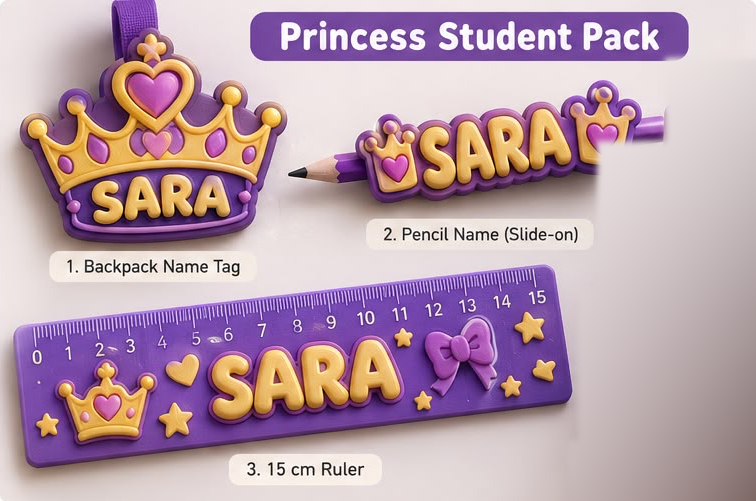 Princess Student Pack
SARA
SARA
1. Backpack Name Tag
2. Pencil Name (Slide-on)
0 1 2 3 4 5 6 7 8 9 10 11 12 13 14 15
SARA
3. 15 cm Ruler